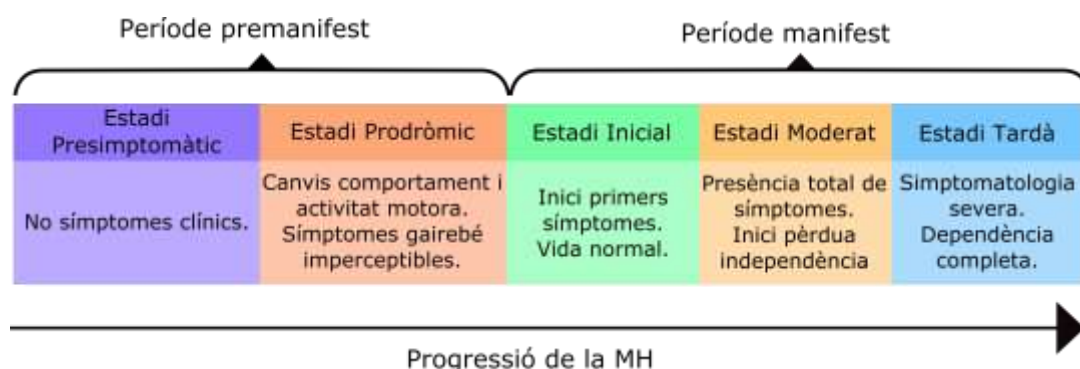 Període premanifest
Període manifest
Estadi
Presimptomàtic
Estadi Prodròmic
Estadi Inicial
Estadi Moderat
Estadi Tardà
No símptomes clínics.
Canvis comportament i
activitat motora.
Símptomes gairebé
imperceptibles.
Inici primers
símptomes.
Vida normal.
Presència total de
símptomes.
Inici pèrdua
independència
Simptomatologia
severa.
Dependència
completa.
Progressió de la MH